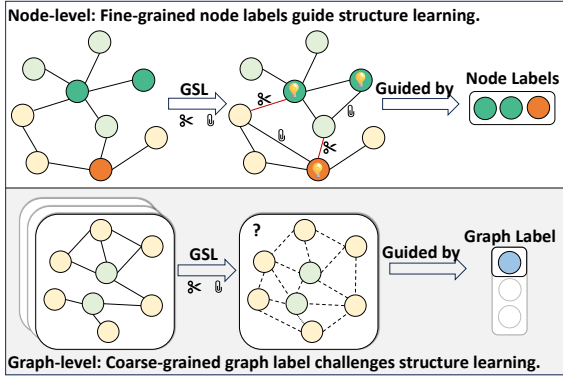 Node-level: Fine-grained node labels guide structure learning.
GSL
Guided by
Node Labels
?
GSL
Guided by
Graph Label
Graph-level: Coarse-grained graph label challenges structure learning.